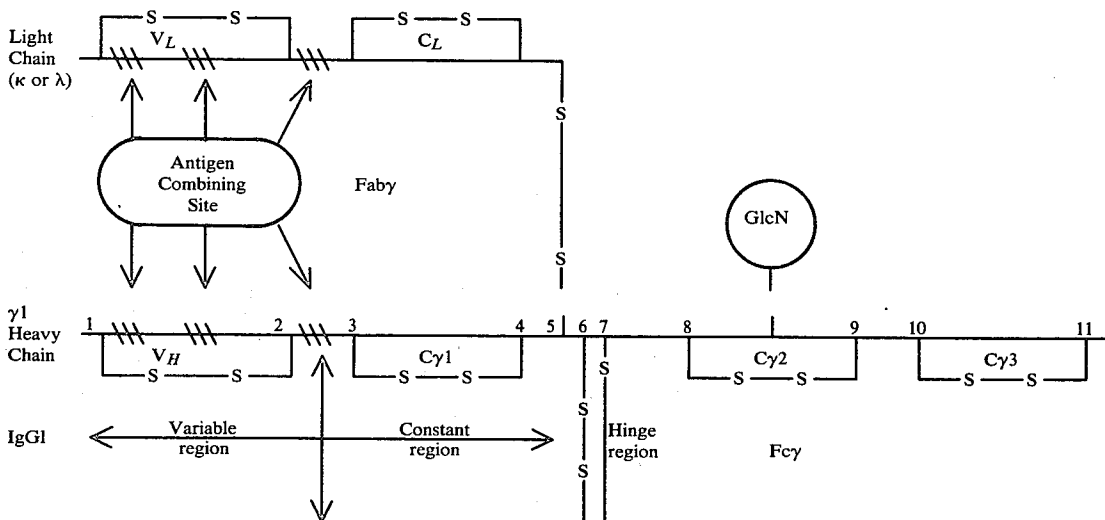 S S
V_L
S S
C_L
Light
Chain
(κ or λ)
S
Antigen
Combining
Site
Fabγ
GlcN
S
γ1
Heavy
Chain
1 2 3 4 5 6 7 8 9 10 11
V_H
Cγ1
Cγ2
Cγ3
S S
S S
S
S S
S S
S
IgGl
Variable
region
Constant
region
Hinge
region
Fcγ
S